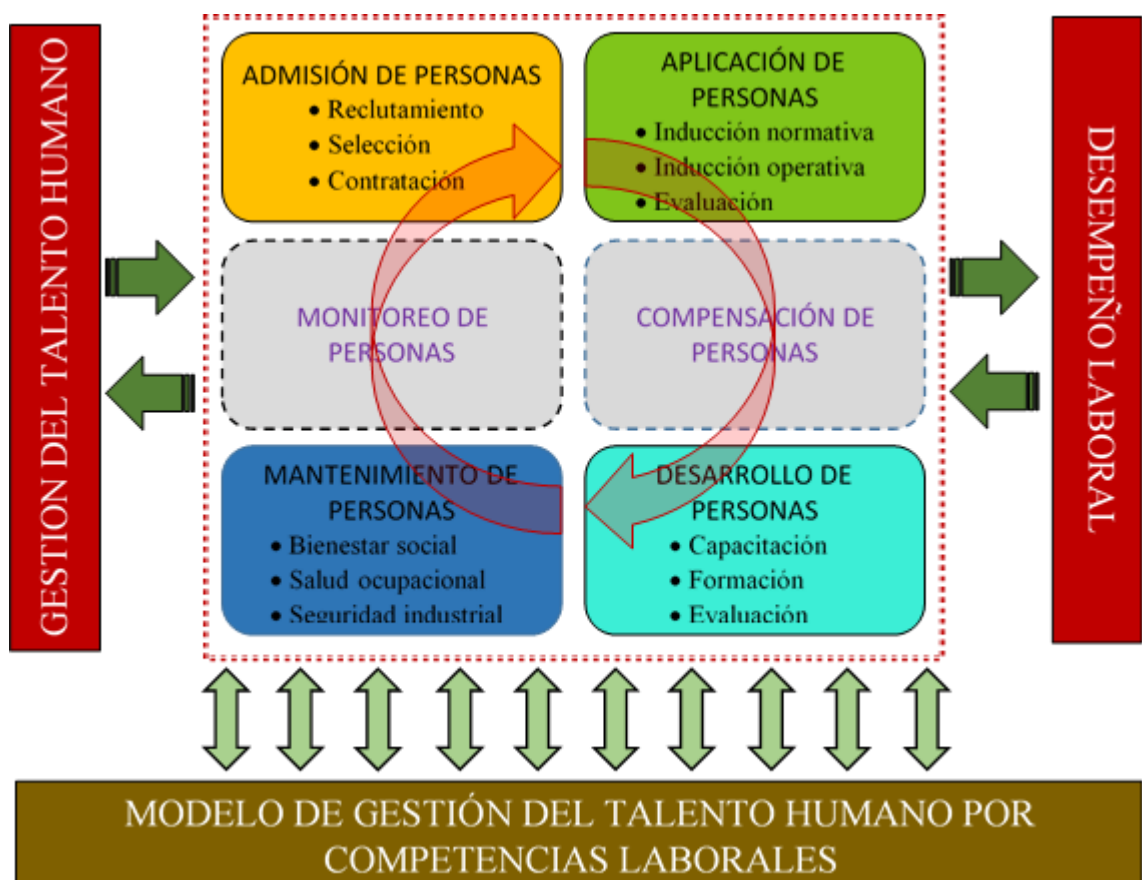 GESTION DEL TALENTO HUMANO
ADMISIÓN DE PERSONAS
• Reclutamiento
• Selección
• Contratación
APLICACIÓN DE
PERSONAS
• Inducción normativa
• Inducción operativa
• Evaluación
MONITOREO DE
PERSONAS
COMPENSACIÓN DE
PERSONAS
MANTENIMIENTO DE
PERSONAS
• Bienestar social
• Salud ocupacional
• Seguridad industrial
DESARROLLO DE
PERSONAS
• Capacitación
• Formación
• Evaluación
DESEMPEÑO LABORAL
MODELO DE GESTIÓN DEL TALENTO HUMANO POR
COMPETENCIAS LABORALES